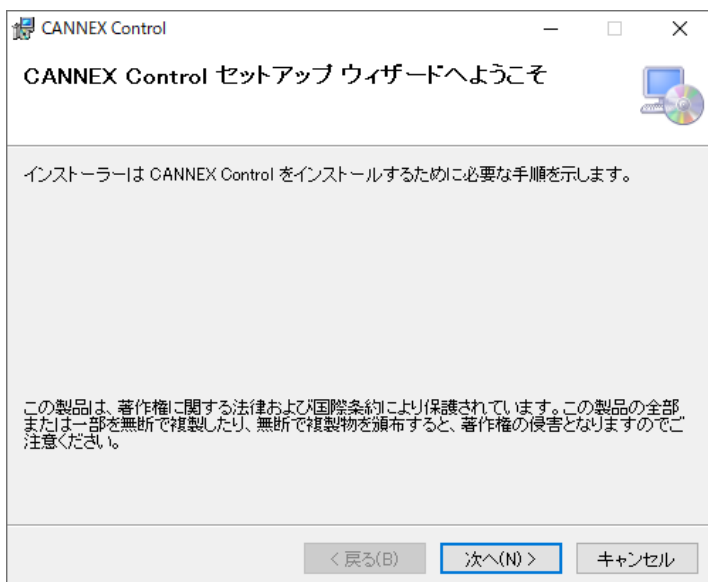 CANNEX Control
CANNEX Control セットアップ ウィザードへようこそ
インストーラーは CANNEX Control をインストールするために必要な手順を示します。
この製品は、著作権に関する法律および国際条約により保護されています。この製品の全部
または一部を無断で複製したり、無断で複製物を頒布すると、著作権の侵害となりますのでご
注意ください。
< 戻る(B)
次へ(N) >
キャンセル